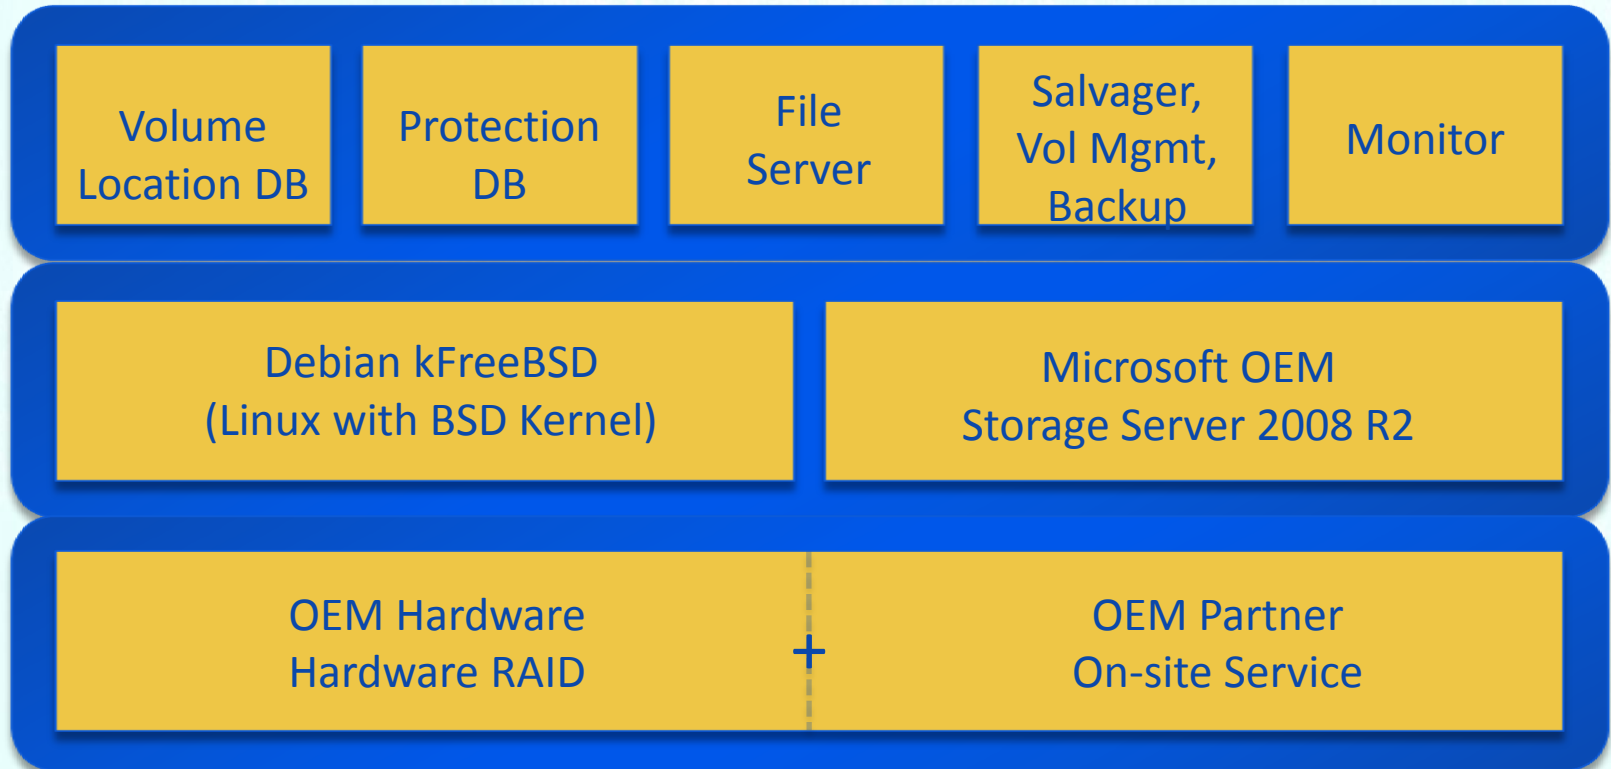 Volume
Location DB
Protection
DB
File
Server
Salvager,
Vol Mgmt,
Backup
Monitor
Debian kFreeBSD
(Linux with BSD Kernel)
Microsoft OEM
Storage Server 2008 R2
OEM Hardware
Hardware RAID
+
OEM Partner
On-site Service